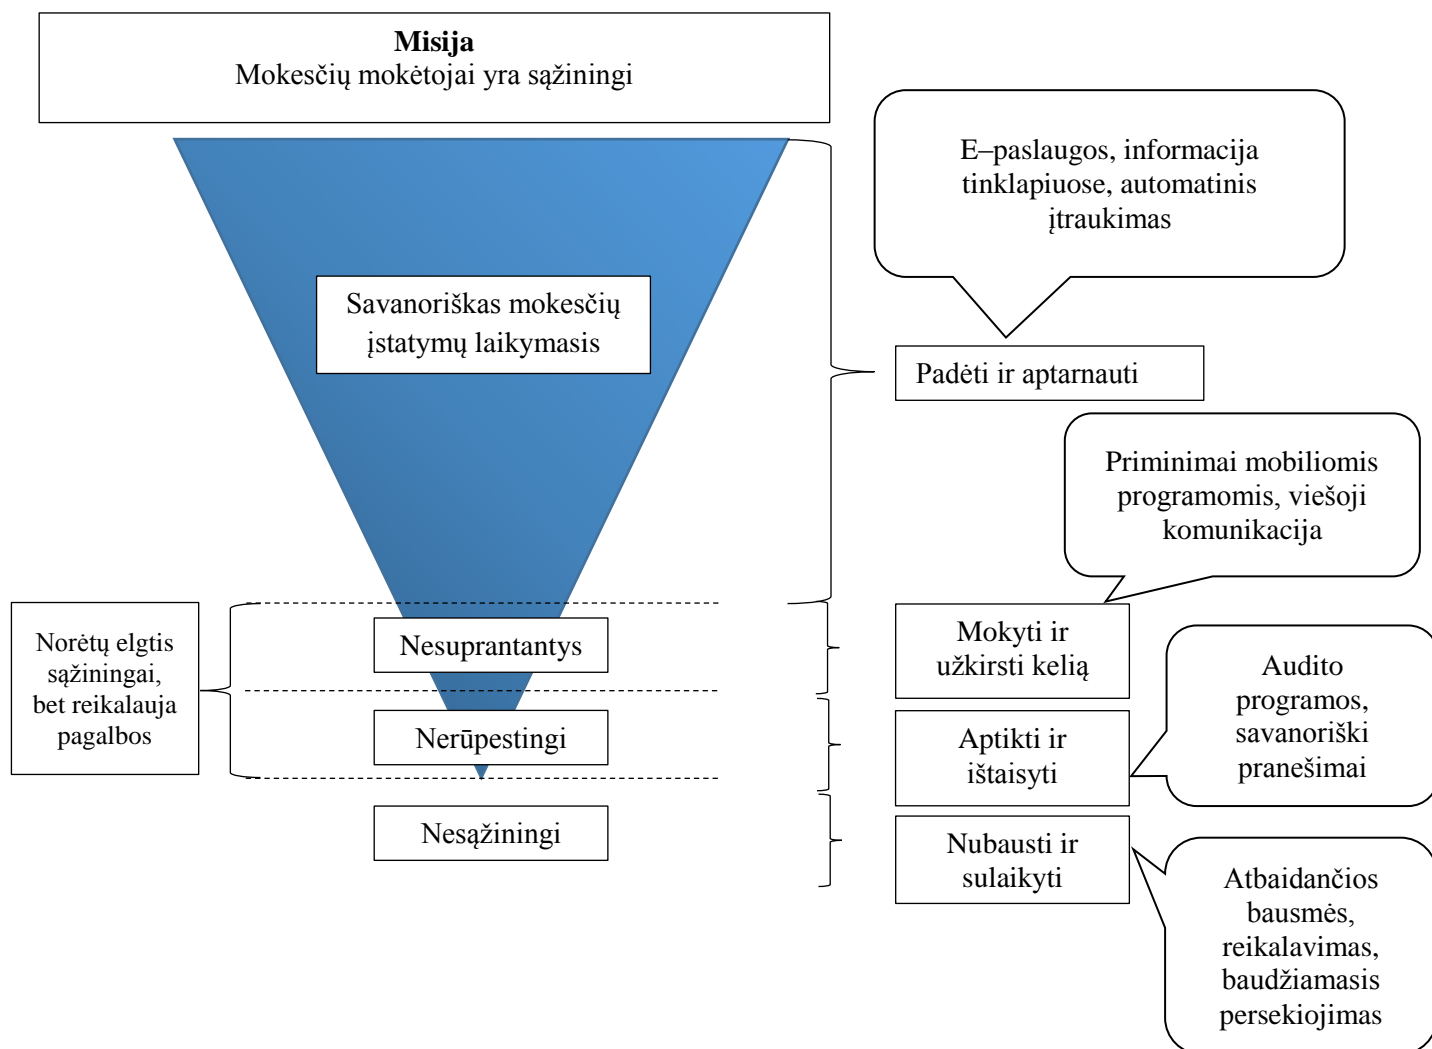 Misija
Mokesčių mokėtojai yra sąžiningi
E–paslaugos, informacija
tinklapiuose, automatinis
įtraukimas
Savanoriškas mokesčių
įstatymų laikymasis
Padėti ir aptarnauti
Priminimai mobiliomis
programomis, viešoji
komunikacija
Norėtų elgtis
sąžiningai,
bet reikalauja
pagalbos
Nesuprantantys
Mokyti ir
užkirsti kelią
Nerūpestingi
Aptikti ir
ištaisyti
Audito
programos,
savanoriški
pranešimai
Nesąžiningi
Nubausti ir
sulaikyti
Atbaidančios
bausmės,
reikalavimas,
baudžiamasis
persekiojimas